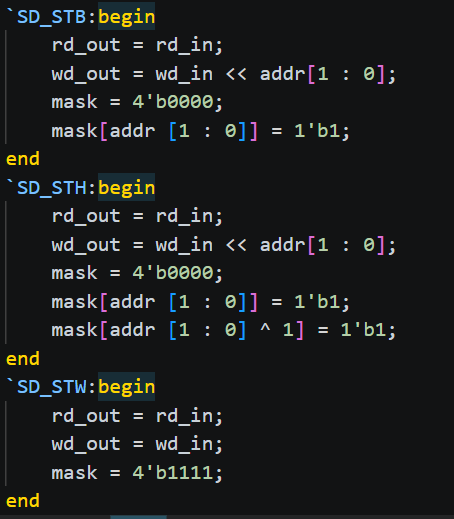 `SD_STB:begin
    rd_out = rd_in;
    wd_out = wd_in << addr[1 : 0];
    mask = 4'b0000;
    mask[addr [1 : 0]] = 1'b1;
end
`SD_STH:begin
    rd_out = rd_in;
    wd_out = wd_in << addr[1 : 0];
    mask = 4'b0000;
    mask[addr [1 : 0]] = 1'b1;
    mask[addr [1 : 0] ^ 1] = 1'b1;
end
`SD_STW:begin
    rd_out = rd_in;
    wd_out = wd_in;
    mask = 4'b1111;
end